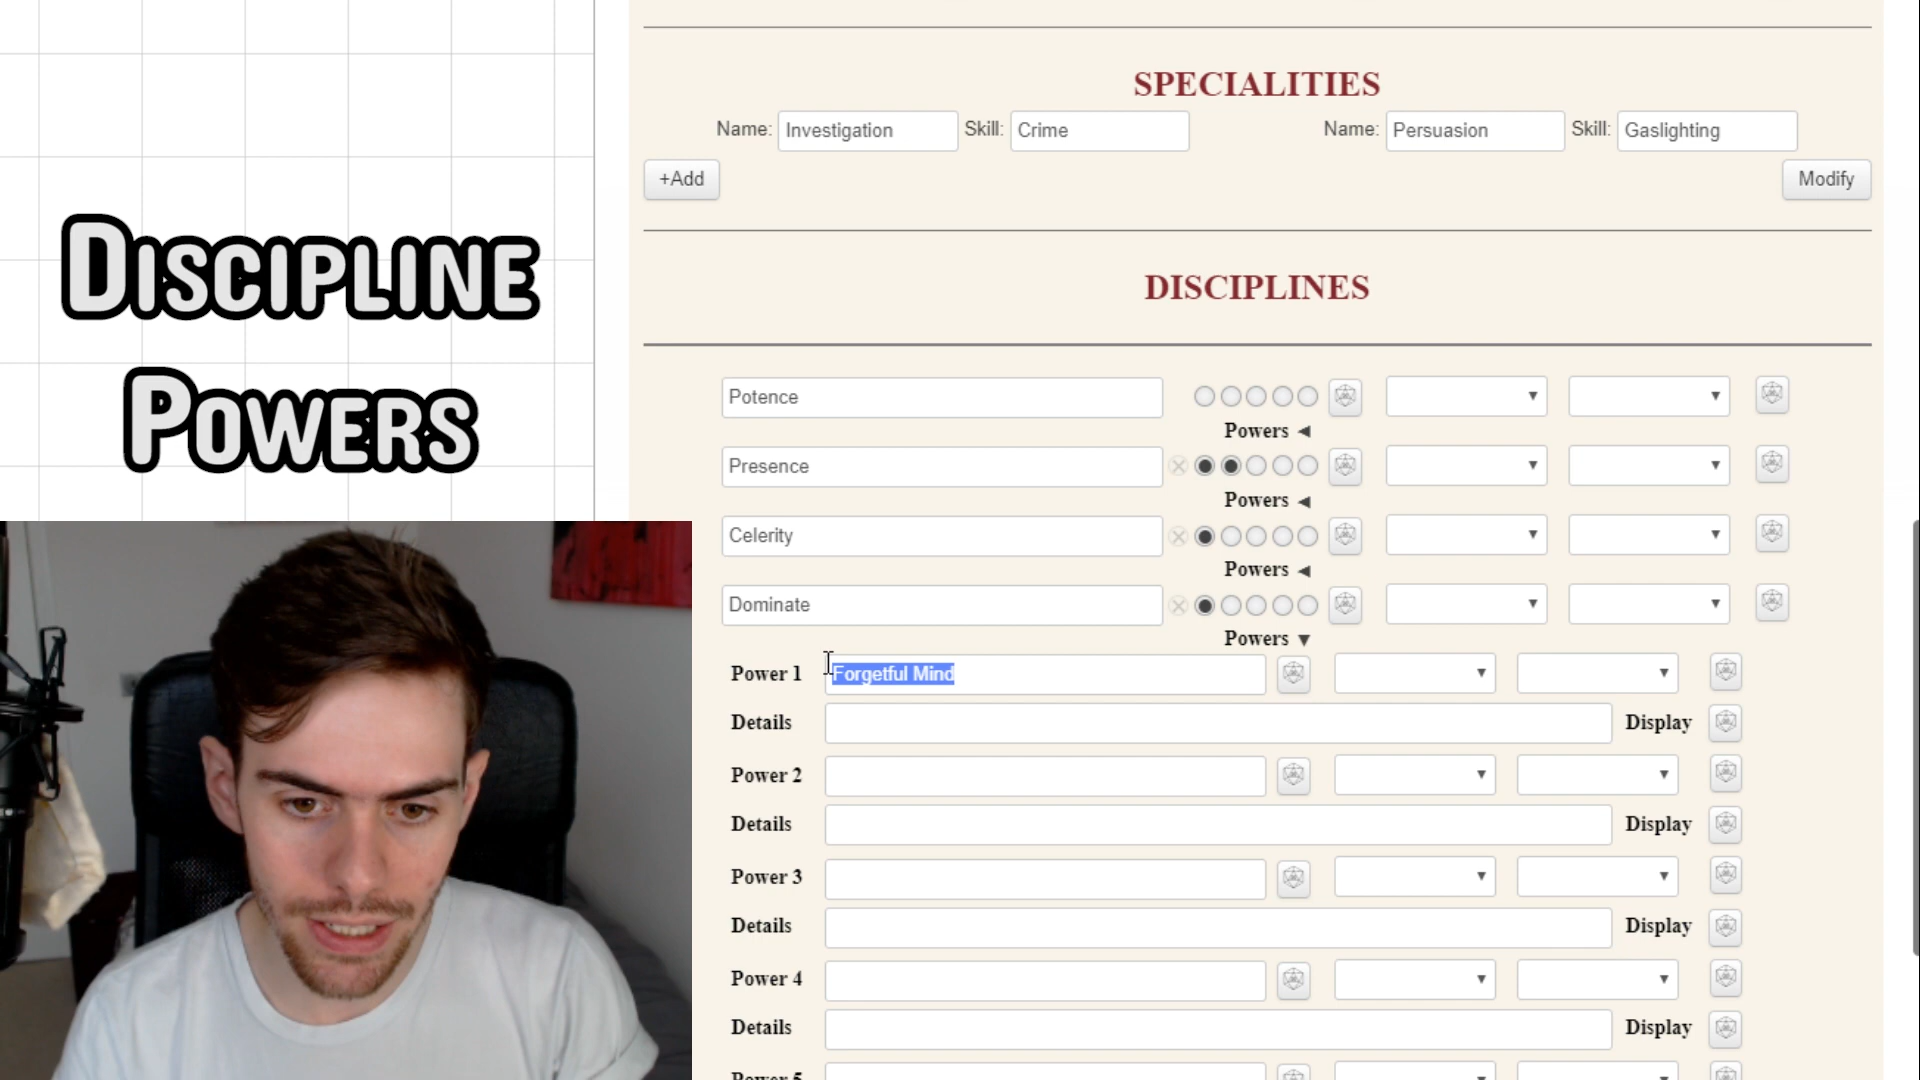 DISCIPLINE
POWERS
SPECIALITIES
Name: Investigation Skill: Crime Name: Persuasion Skill: Gaslighting
+Add Modify
DISCIPLINES
Potence
Powers
Presence
Powers
Celerity
Powers
Dominate
Powers
Power 1 Forgetful Mind
Details Display
Power 2
Details Display
Power 3
Details Display
Power 4
Details Display
Power 5